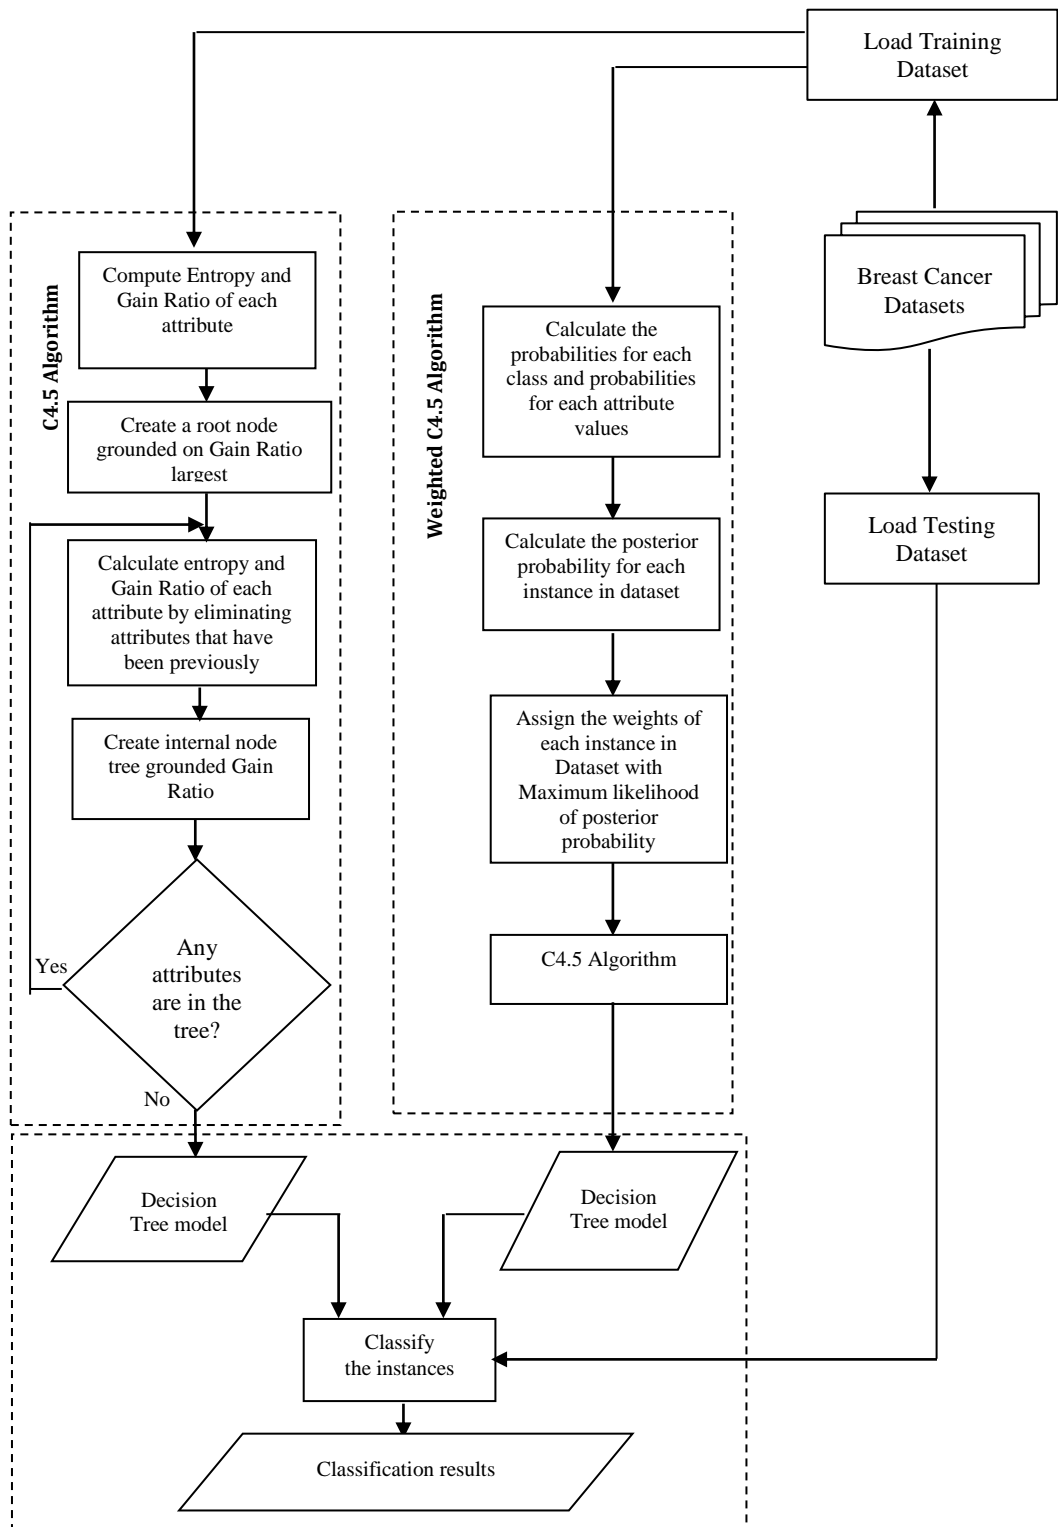 Load Training
Dataset
Breast Cancer
Datasets
Load Testing
Dataset
C4.5 Algorithm
Compute Entropy and
Gain Ratio of each
attribute
Create a root node
grounded on Gain Ratio
largest
Calculate entropy and
Gain Ratio of each
attribute by eliminating
attributes that have
been previously
Create internal node
tree grounded Gain
Ratio
Any
attributes
are in the
tree?
Yes
No
Weighted C4.5 Algorithm
Calculate the
probabilities for each
class and probabilities
for each attribute
values
Calculate the posterior
probability for each
instance in dataset
Assign the weights of
each instance in
Dataset with
Maximum likelihood
of posterior
probability
C4.5 Algorithm
Decision
Tree model
Decision
Tree model
Classify
the instances
Classification results